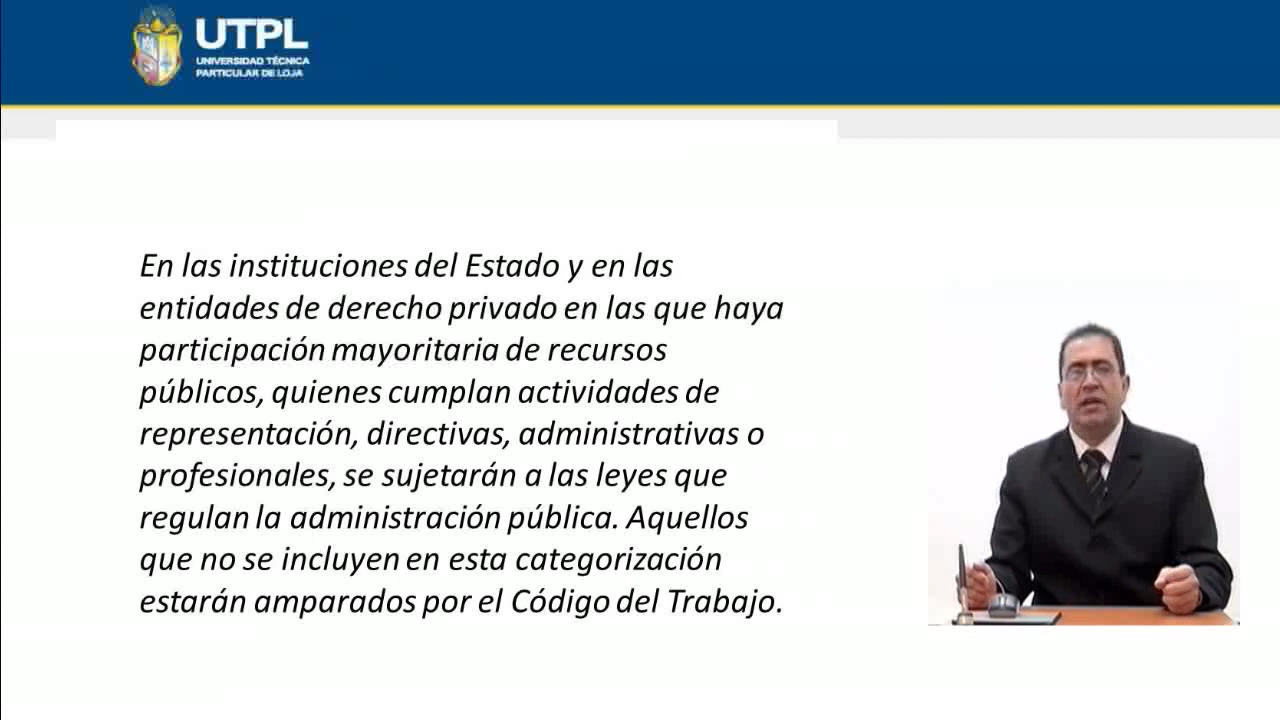 UTPL
UNIVERSIDAD TÉCNICA
PARTICULAR DE LOJA
En las instituciones del Estado y en las
entidades de derecho privado en las que haya
participación mayoritaria de recursos
públicos, quienes cumplan actividades de
representación, directivas, administrativas o
profesionales, se sujetarán a las leyes que
regulan la administración pública. Aquellos
que no se incluyen en esta categorización
estarán amparados por el Código del Trabajo.